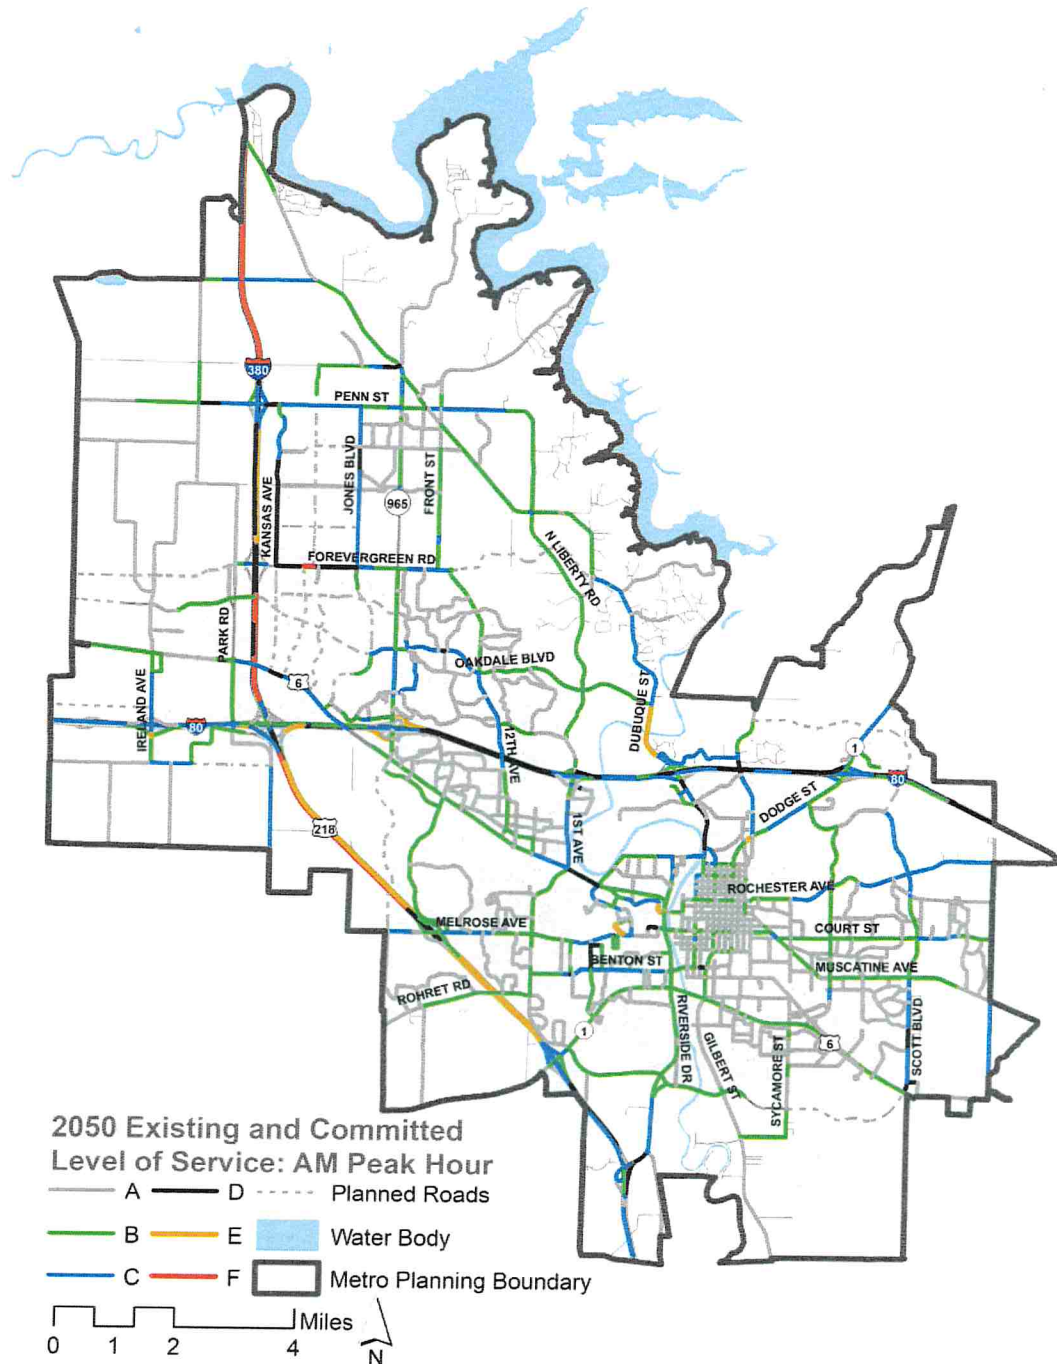 380
PENN ST
KANSAS AVE
JONES BLVD
FRONT ST
965
FOREVERGREEN RD
N LIBERTY RD
PARK RD
OAKDALE BLVD
6
IRELAND AVE
80
DUBUQUE ST
12TH AVE
1
80
DODGE ST
218
1ST AVE
ROCHESTER AVE
MELROSE AVE
COURT ST
BENTON ST
MUSCATINE AVE
ROHRET RD
RIVERSIDE DR
GILBERT ST
SYCAMORE ST
SCOTT BLVD
1
6
2050 Existing and Committed
Level of Service: AM Peak Hour
A D Planned Roads
B E Water Body
C F Metro Planning Boundary
Miles
0 1 2 4
N